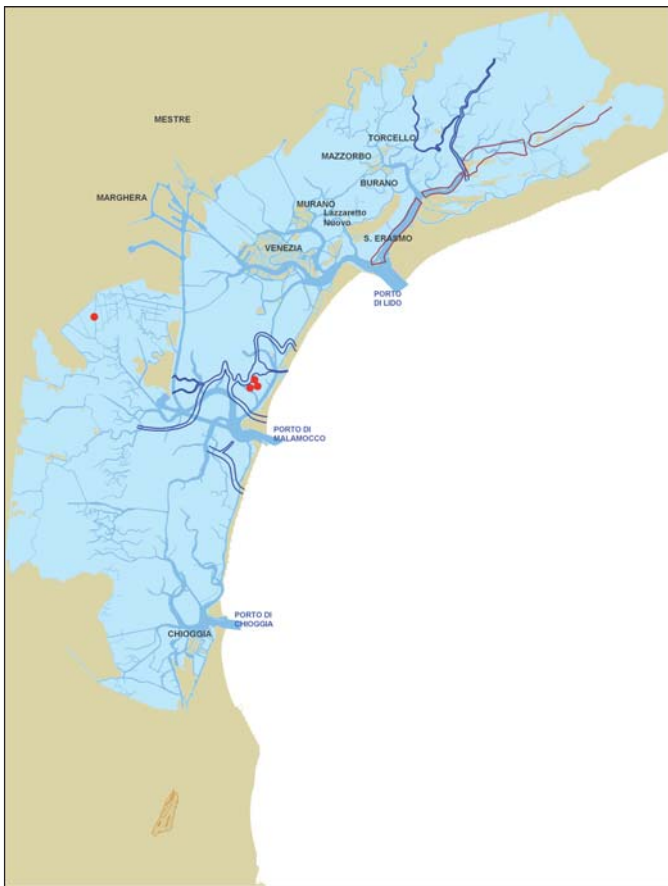 MESTRE
TORCELLO
MAZZORBO
BURANO
MARGHERA
MURANO
Lazzaretto
Nuovo
S. ERASMO
VENEZIA
PORTO
DI LIDO
PORTO DI
MALAMOCCO
PORTO DI
CHIOGGIA
CHIOGGIA